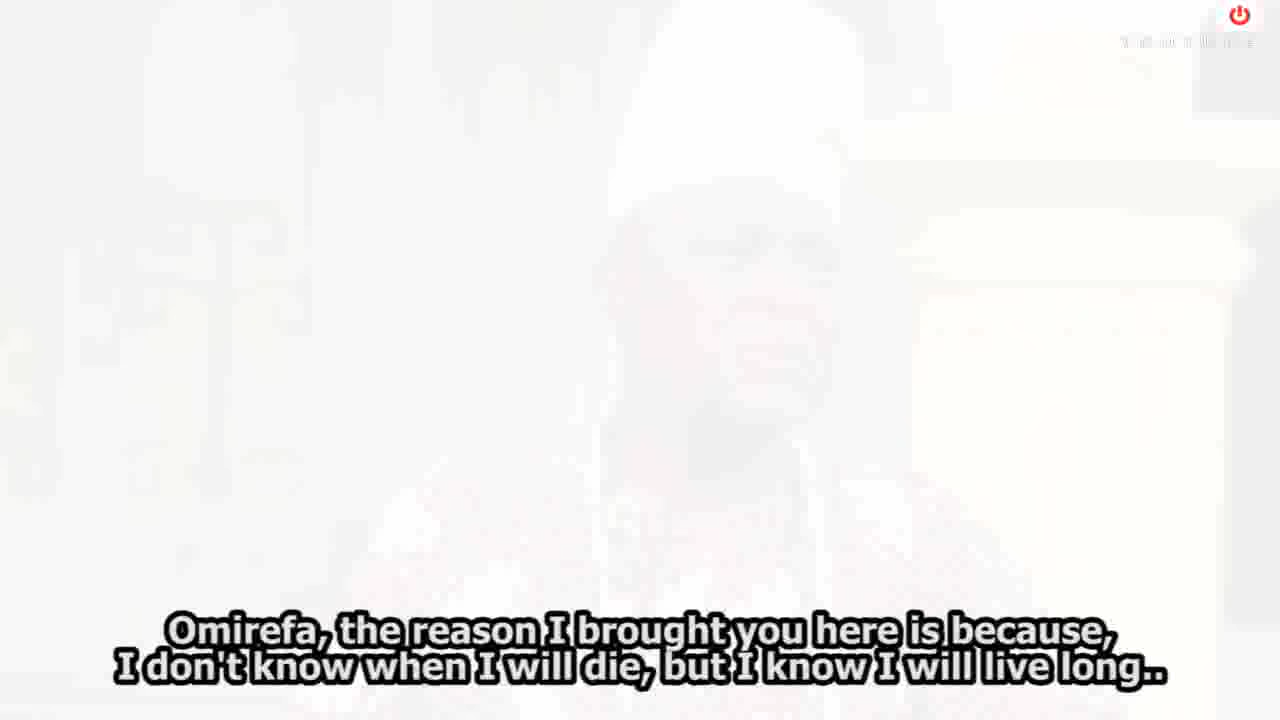 Omirefa, the reason I brought you here is because,
I don't know when I will die, but I know I will live long..